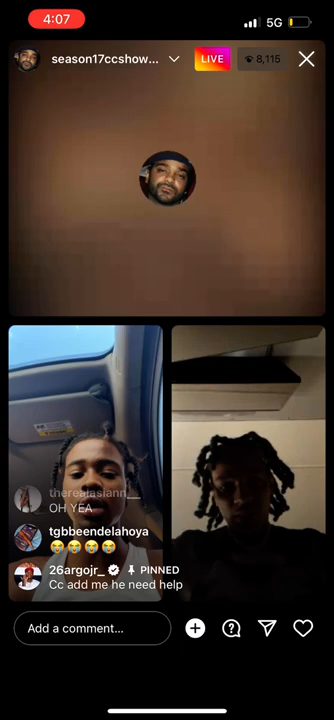 4:07
5G
season17ccshow...
LIVE
8,115
therealasiann__
OH YEA
tgbbeendelahoya
😭😭😭😭
26argojr_ PINNED
Cc add me he need help
Add a comment...